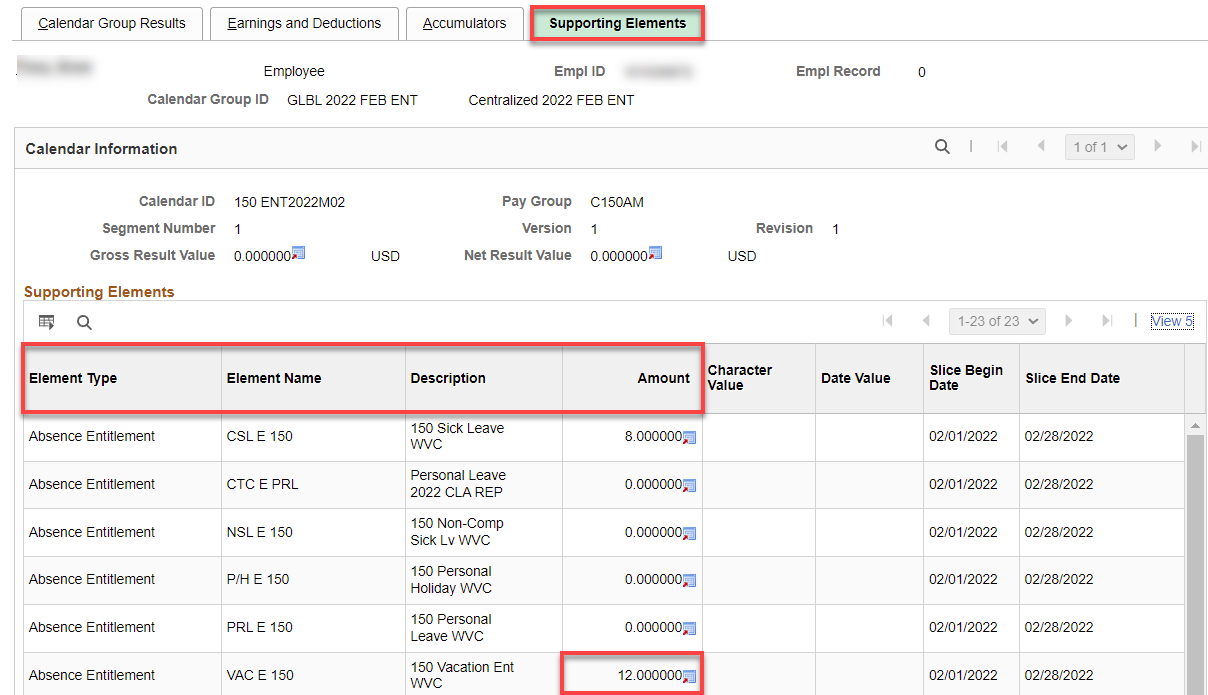 Calendar Group Results Earnings and Deductions Accumulators Supporting Elements
Employee Empl ID Empl Record 0
Calendar Group ID GLBL 2022 FEB ENT Centralized 2022 FEB ENT
Calendar Information 1 of 1
Calendar ID 150 ENT2022M02 Pay Group C150AM
Segment Number 1 Version 1 Revision 1
Gross Result Value 0.000000 USD Net Result Value 0.000000 USD
Supporting Elements
1-23 of 23 View 5
Element Type Element Name Description Amount Character Value Date Value Slice Begin Date Slice End Date
Absence Entitlement CSL E 150 150 Sick Leave WVC 8.000000 02/01/2022 02/28/2022
Absence Entitlement CTC E PRL Personal Leave 2022 CLA REP 0.000000 02/01/2022 02/28/2022
Absence Entitlement NSL E 150 150 Non-Comp Sick Lv WVC 0.000000 02/01/2022 02/28/2022
Absence Entitlement P/H E 150 150 Personal Holiday WVC 0.000000 02/01/2022 02/28/2022
Absence Entitlement PRL E 150 150 Personal Leave WVC 0.000000 02/01/2022 02/28/2022
Absence Entitlement VAC E 150 150 Vacation Ent WVC 12.000000 02/01/2022 02/28/2022